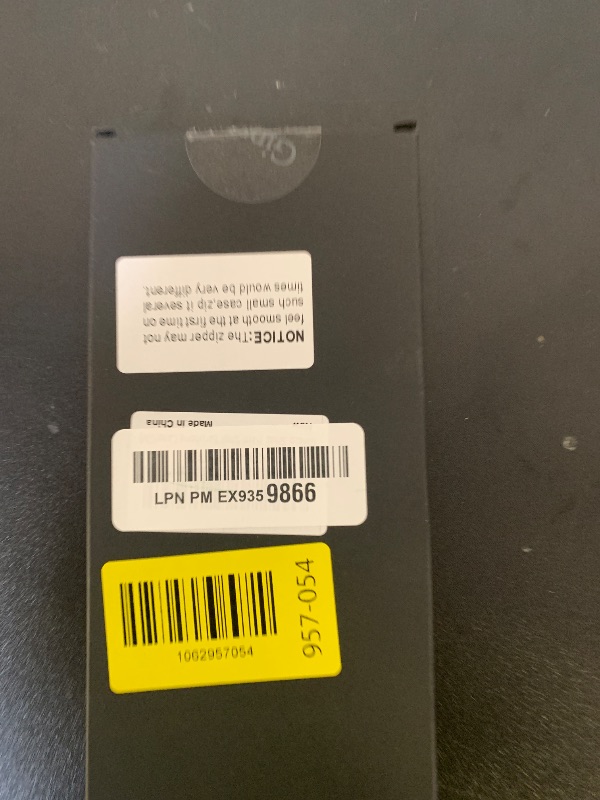 NOTICE:The zipper may not
feel smooth at the first time on
such small case,zip it several
times would be very different.
Made in China
LPN PM EX935 9866
1062957054
957-054